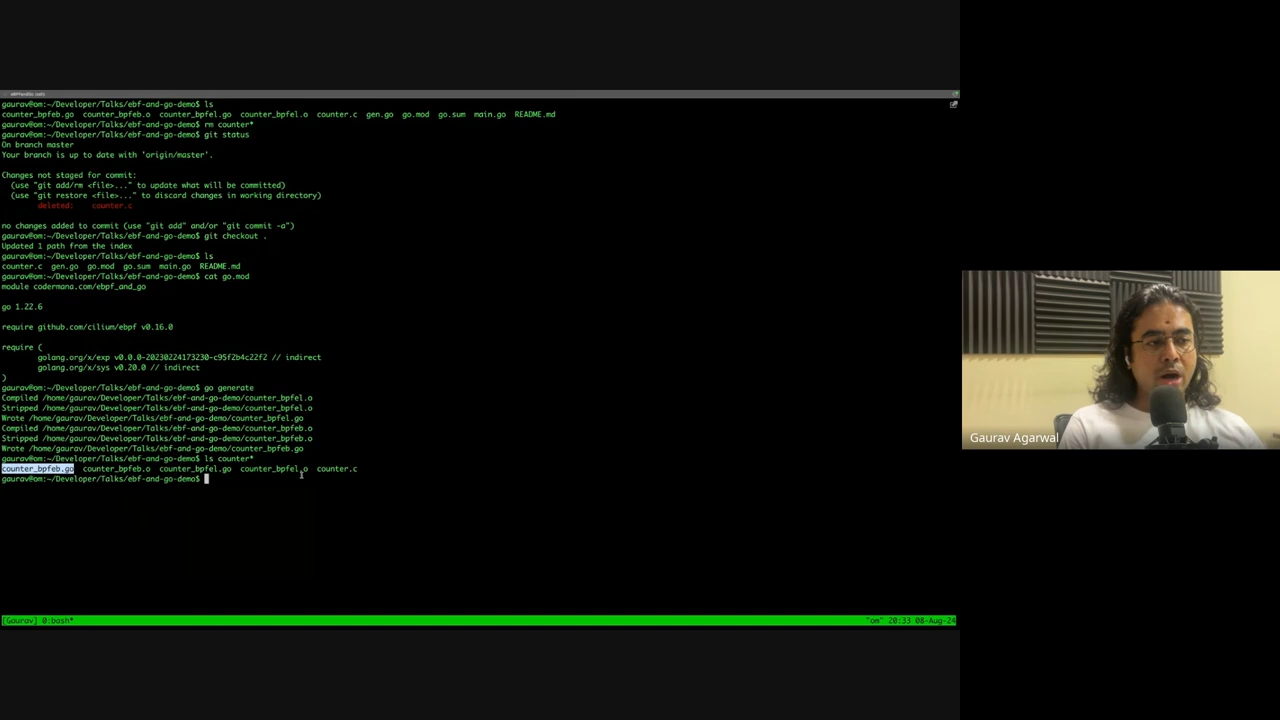 gaurav@om:~/Developer/Talks/ebf-and-go-demo$ ls
counter_bpfeb.go  counter_bpfeb.o  counter_bpfel.go  counter_bpfel.o  counter.c  gen.go  go.mod  go.sum  main.go  README.md
gaurav@om:~/Developer/Talks/ebf-and-go-demo$ rm counter*
gaurav@om:~/Developer/Talks/ebf-and-go-demo$ git status
On branch master
Your branch is up to date with 'origin/master'.
Changes not staged for commit:
  (use "git add/rm <file>..." to update what will be committed)
  (use "git restore <file>..." to discard changes in working directory)
        deleted:    counter.c
no changes added to commit (use "git add" and/or "git commit -a")
gaurav@om:~/Developer/Talks/ebf-and-go-demo$ git checkout .
Updated 1 path from the index
gaurav@om:~/Developer/Talks/ebf-and-go-demo$ ls
counter.c  gen.go  go.mod  go.sum  main.go  README.md
gaurav@om:~/Developer/Talks/ebf-and-go-demo$ cat go.mod
module codermana.com/ebpf_and_go
go 1.22.6
require github.com/cilium/ebpf v0.16.0
require (
        golang.org/x/exp v0.0.0-20230224173230-c95f2b4c22f2 // indirect
        golang.org/x/sys v0.20.0 // indirect
)
gaurav@om:~/Developer/Talks/ebf-and-go-demo$ go generate
Compiled /home/gaurav/Developer/Talks/ebf-and-go-demo/counter_bpfel.o
Stripped /home/gaurav/Developer/Talks/ebf-and-go-demo/counter_bpfel.o
Wrote /home/gaurav/Developer/Talks/ebf-and-go-demo/counter_bpfel.go
Compiled /home/gaurav/Developer/Talks/ebf-and-go-demo/counter_bpfeb.o
Stripped /home/gaurav/Developer/Talks/ebf-and-go-demo/counter_bpfeb.o
Wrote /home/gaurav/Developer/Talks/ebf-and-go-demo/counter_bpfeb.go
gaurav@om:~/Developer/Talks/ebf-and-go-demo$ ls counter*
counter_bpfeb.go  counter_bpfeb.o  counter_bpfel.go  counter_bpfel.o  counter.c
gaurav@om:~/Developer/Talks/ebf-and-go-demo$
[Gaurav] 0:bash*    "om" 20:33 08-Aug-24
Gaurav Agarwal